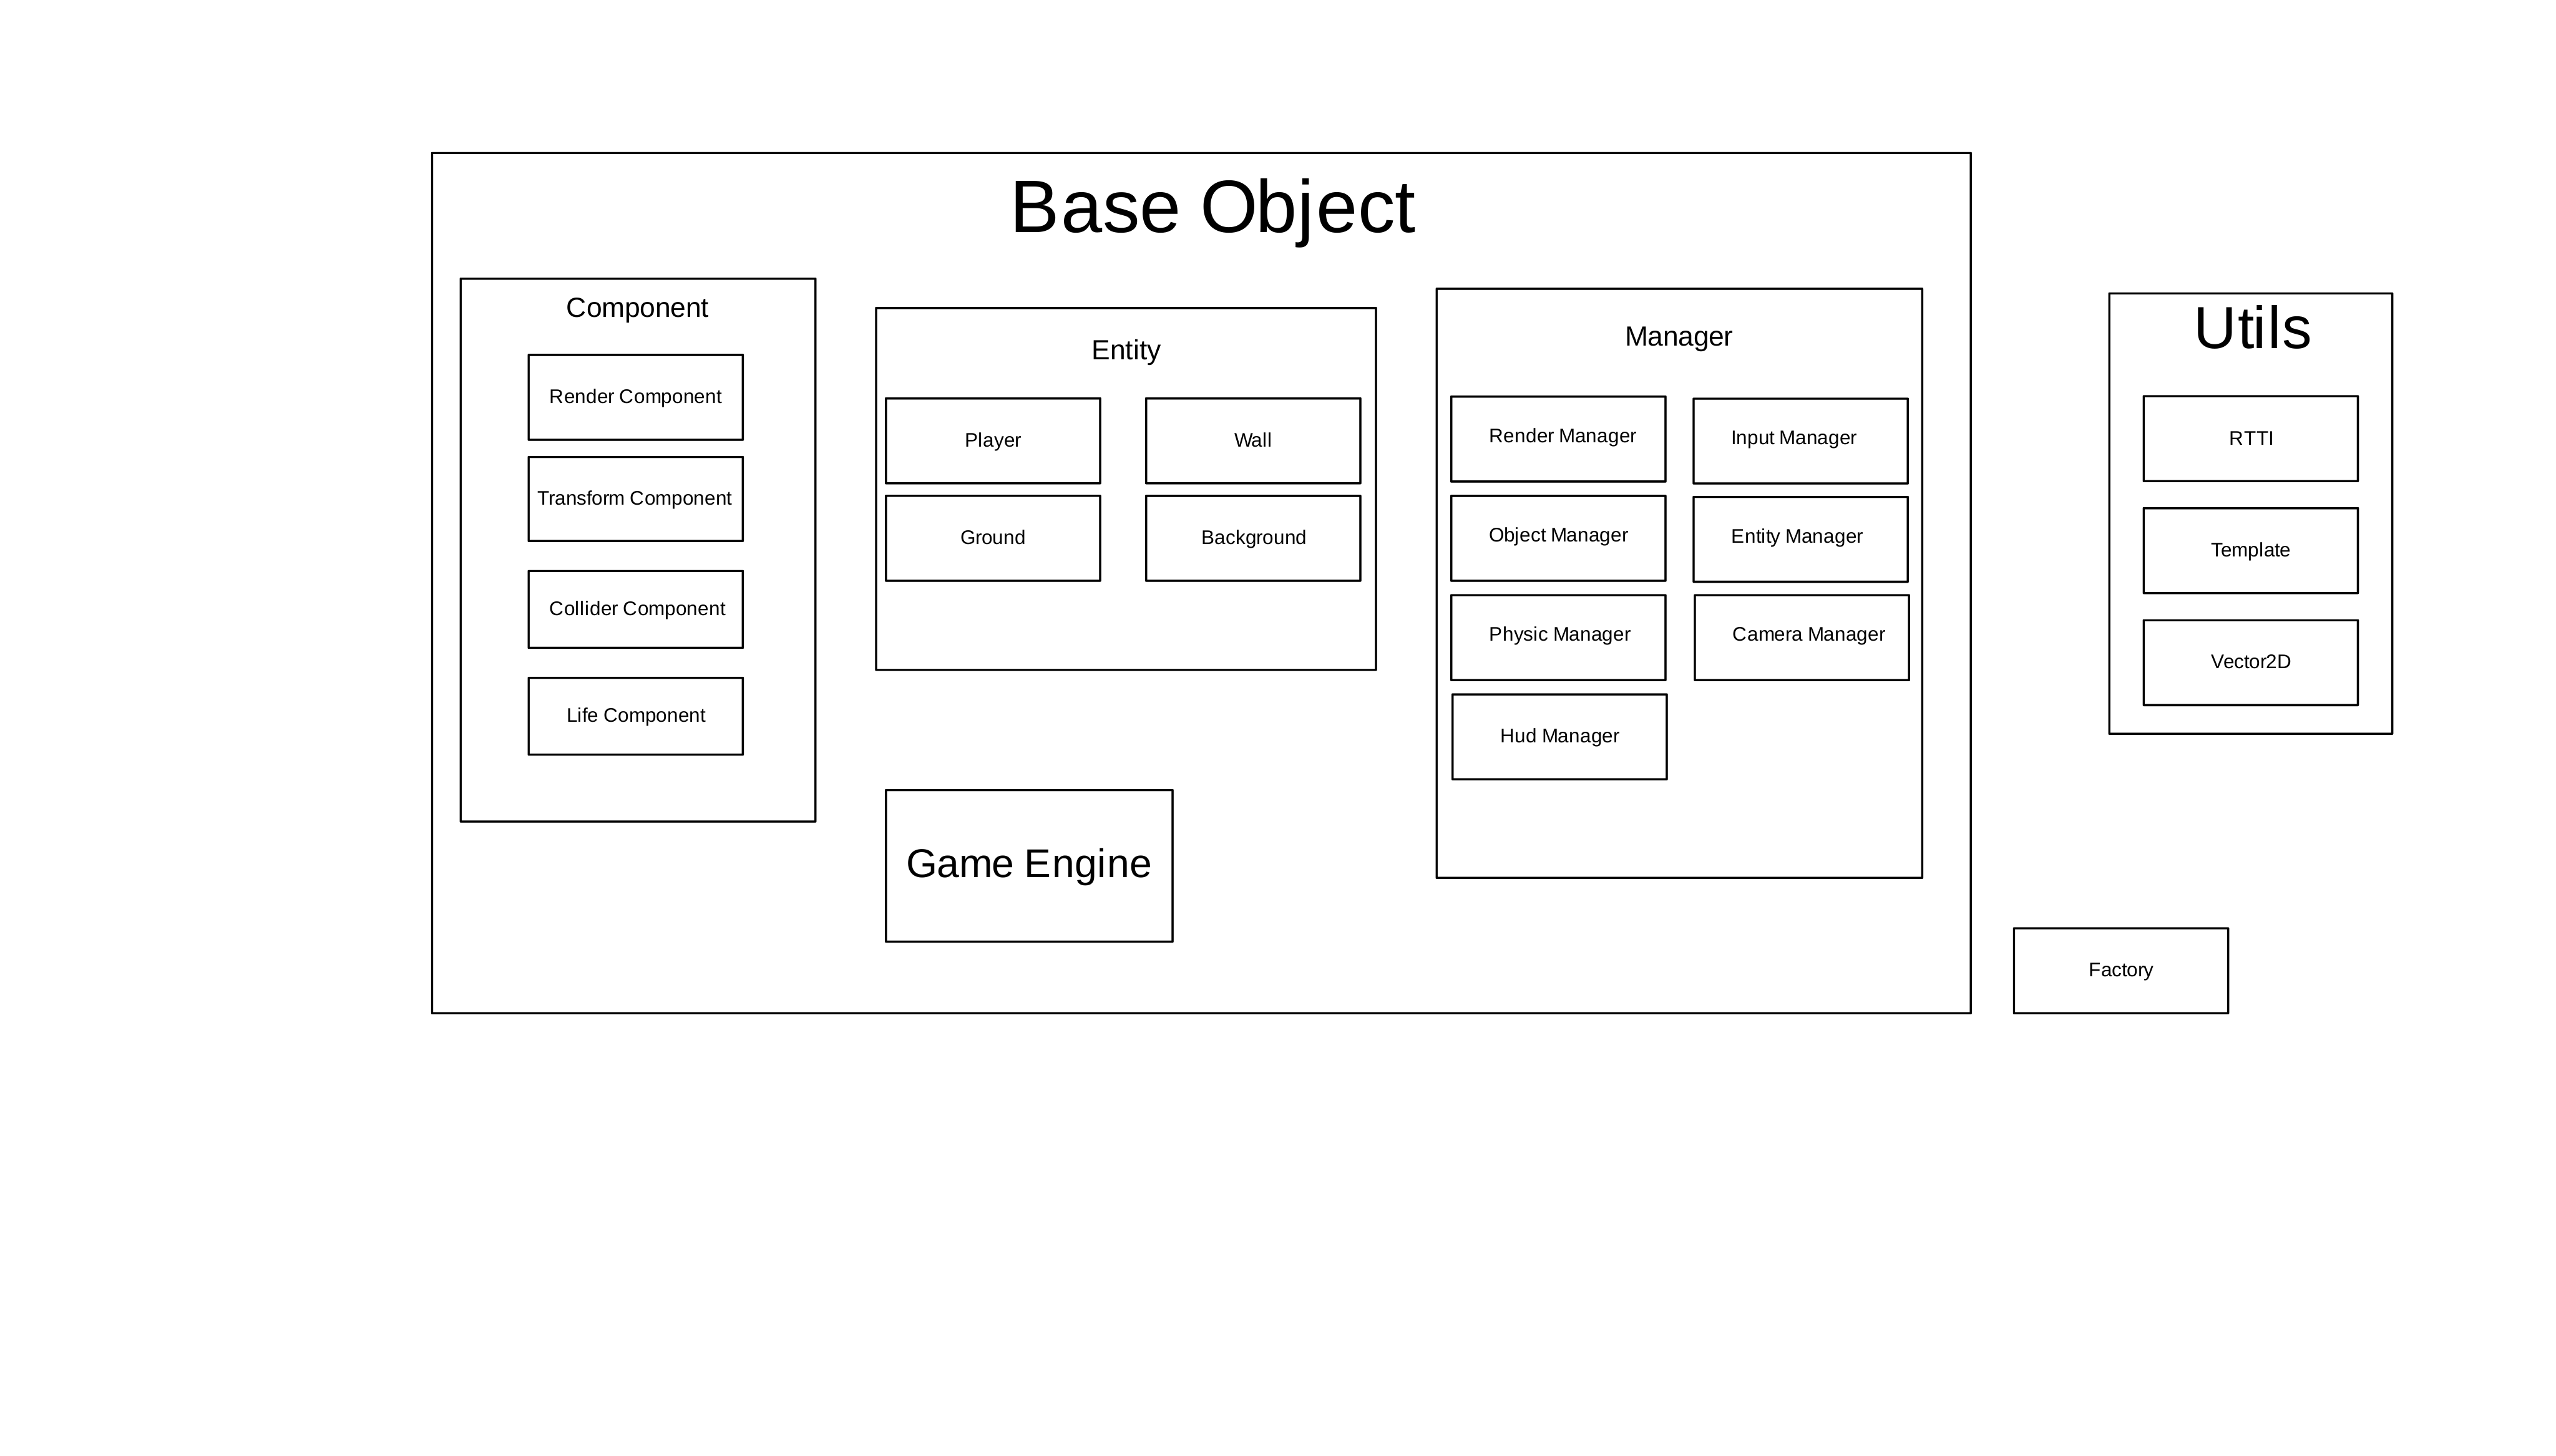 Base Object
Component
Render Component
Transform Component
Collider Component
Life Component
Entity
Player
Wall
Ground
Background
Game Engine
Manager
Render Manager
Input Manager
Object Manager
Entity Manager
Physic Manager
Camera Manager
Hud Manager
Utils
RTTI
Template
Vector2D
Factory